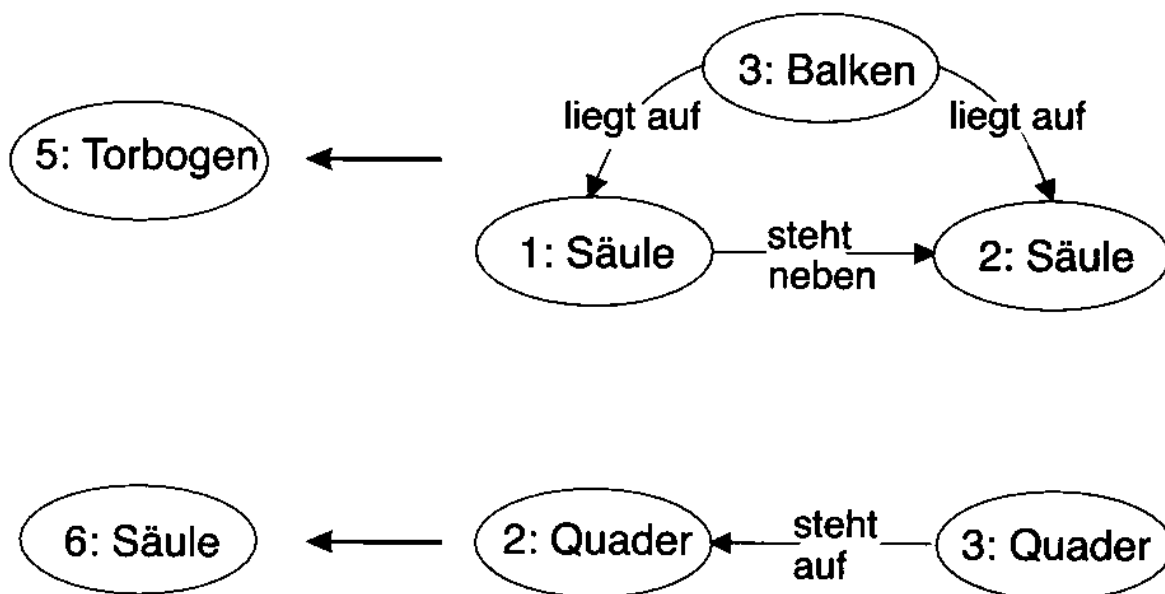 3: Balken
liegt auf
liegt auf
5: Torbogen
1: Säule
steht
neben
2: Säule
6: Säule
2: Quader
steht
auf
3: Quader